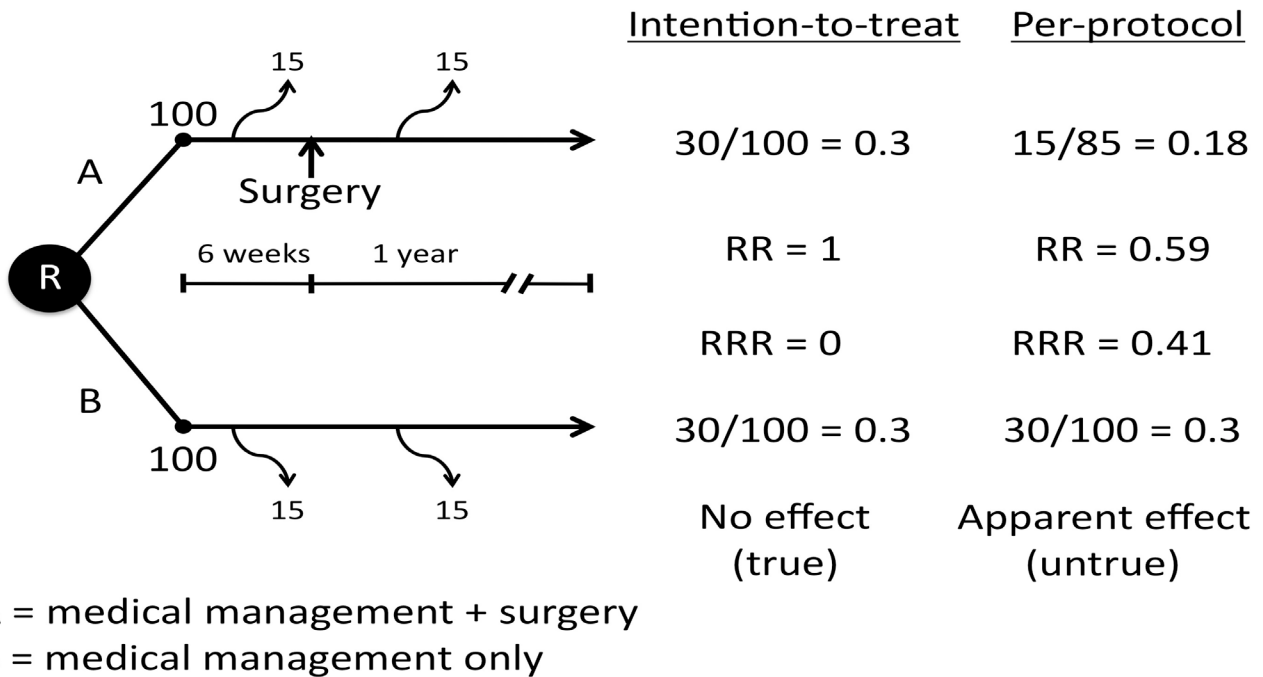 Intention-to-treat Per-protocol
15 15
100
A
Surgery
30/100 = 0.3 15/85 = 0.18
R
6 weeks 1 year
RR = 1 RR = 0.59
RRR = 0 RRR = 0.41
B
100
30/100 = 0.3 30/100 = 0.3
15 15
No effect Apparent effect
(true) (untrue)
= medical management + surgery
= medical management only